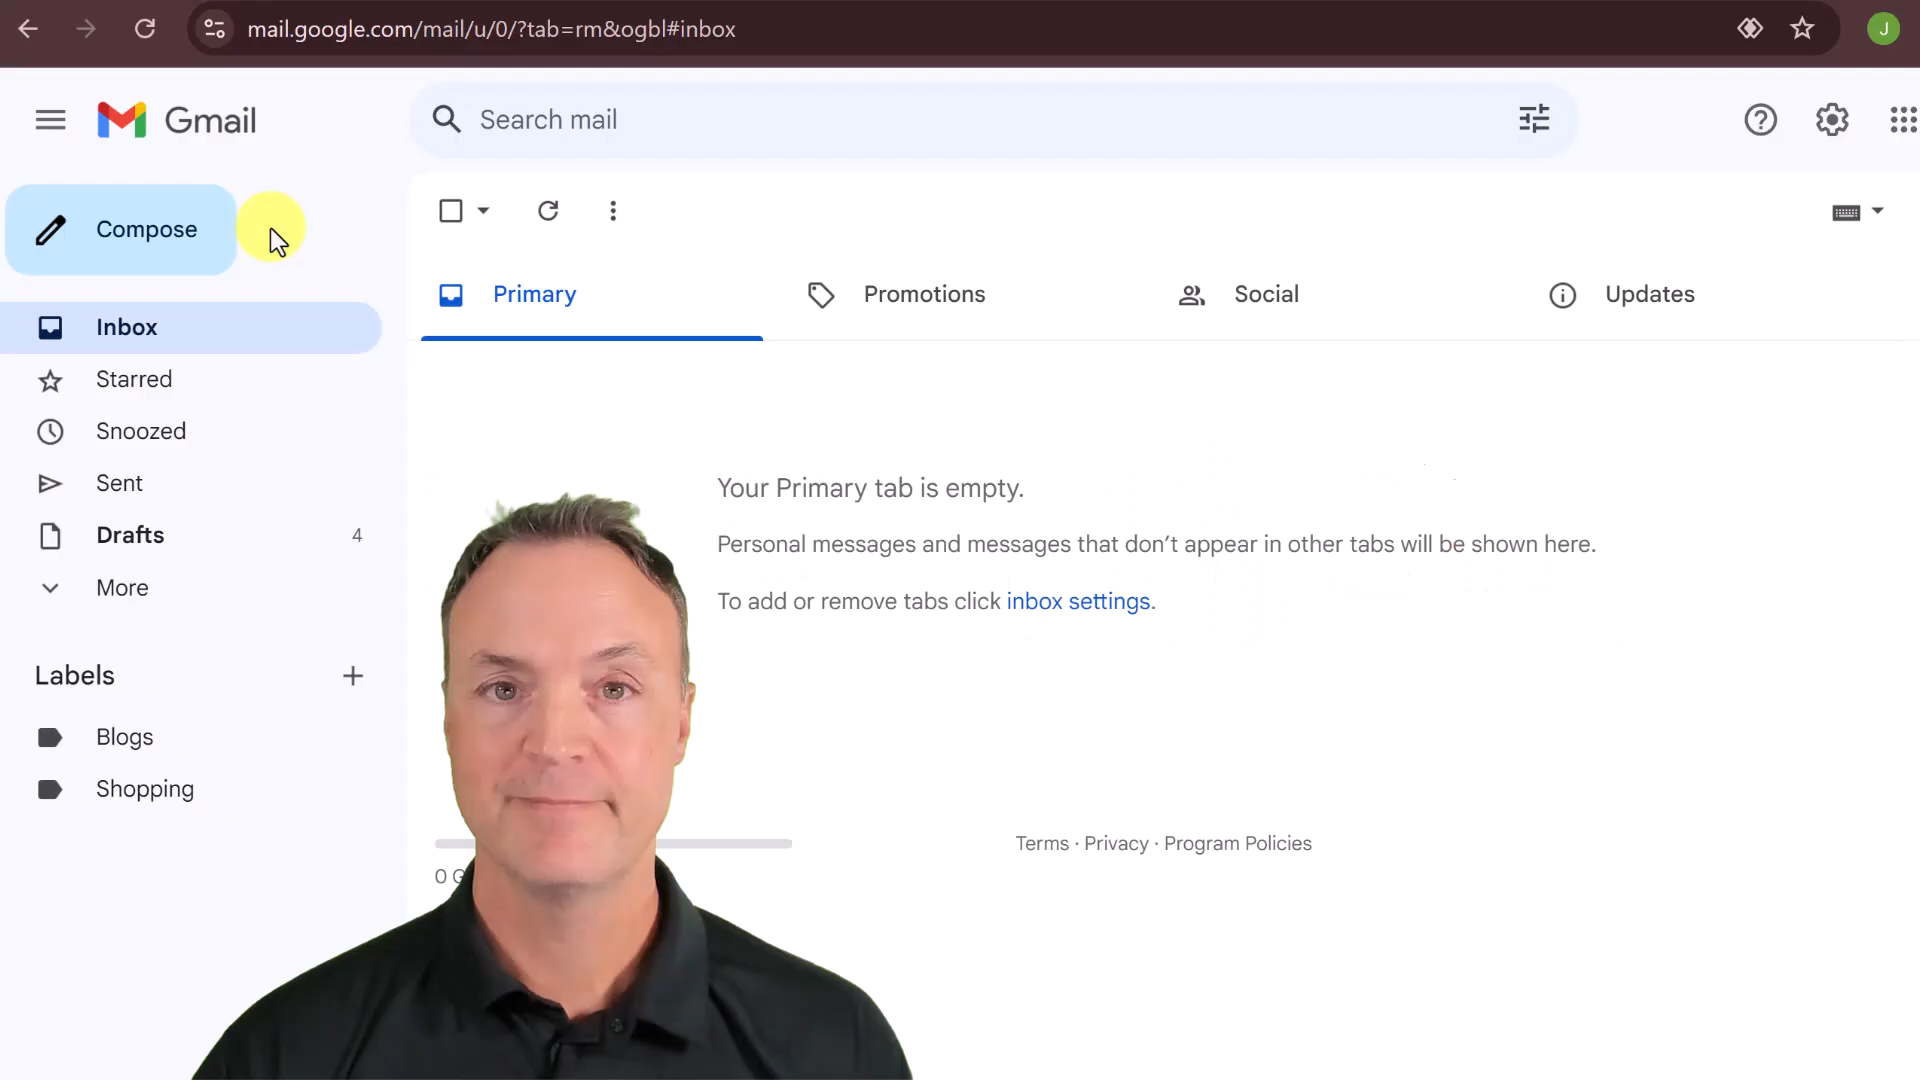 mail.google.com/mail/u/0/?tab=rm&ogbl#inbox
J
Gmail
Search mail
Compose
Primary
Promotions
Social
Updates
Inbox
Starred
Snoozed
Sent
Drafts 4
More
Labels
Blogs
Shopping
Your Primary tab is empty.
Personal messages and messages that don’t appear in other tabs will be shown here.
To add or remove tabs click inbox settings.
Terms · Privacy · Program Policies
0 G